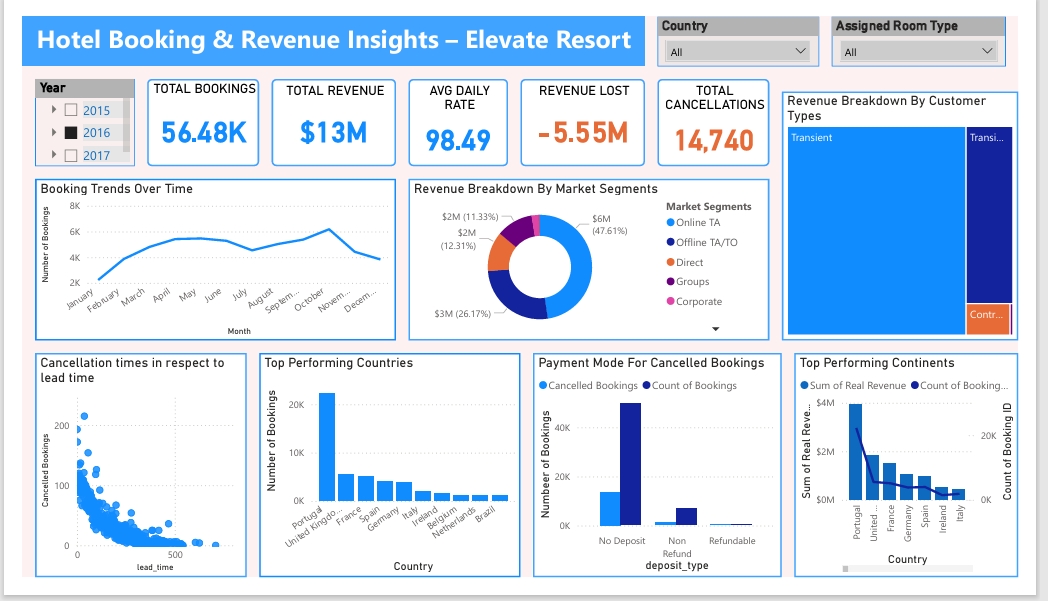 Hotel Booking & Revenue Insights – Elevate Resort
Country
All
Assigned Room Type
All
Year
2015
2016
2017
TOTAL BOOKINGS
56.48K
TOTAL REVENUE
$13M
AVG DAILY
RATE
98.49
REVENUE LOST
-5.55M
TOTAL
CANCELLATIONS
14,740
Revenue Breakdown By Customer
Types
Transient
Transi...
Contr...
Booking Trends Over Time
Number of Bookings
8K
6K
4K
2K
January
February
March
April
May
June
July
August
Septem...
October
Novem...
Decem...
Month
Revenue Breakdown By Market Segments
$2M (11.33%)
$2M
(12.31%)
$3M (26.17%)
$6M
(47.61%)
Market Segments
Online TA
Offline TA/TO
Direct
Groups
Corporate
Cancellation times in respect to
lead time
Cancelled Bookings
200
100
0
0
500
lead_time
Top Performing Countries
Number of Bookings
20K
10K
0K
Portugal
United Kingdo...
France
Spain
Germany
Italy
Ireland
Belgium
Netherlands
Brazil
Country
Payment Mode For Cancelled Bookings
Cancelled Bookings
Count of Bookings
Numbeer of Bookings
40K
20K
0K
No Deposit
Non
Refund
Refundable
deposit_type
Top Performing Continents
Sum of Real Revenue
Count of Booking...
Sum of Real Reve...
$4M
$2M
$0M
20K
0K
Count of Booking ID
Portugal
United ...
France
Germany
Spain
Ireland
Italy
Country